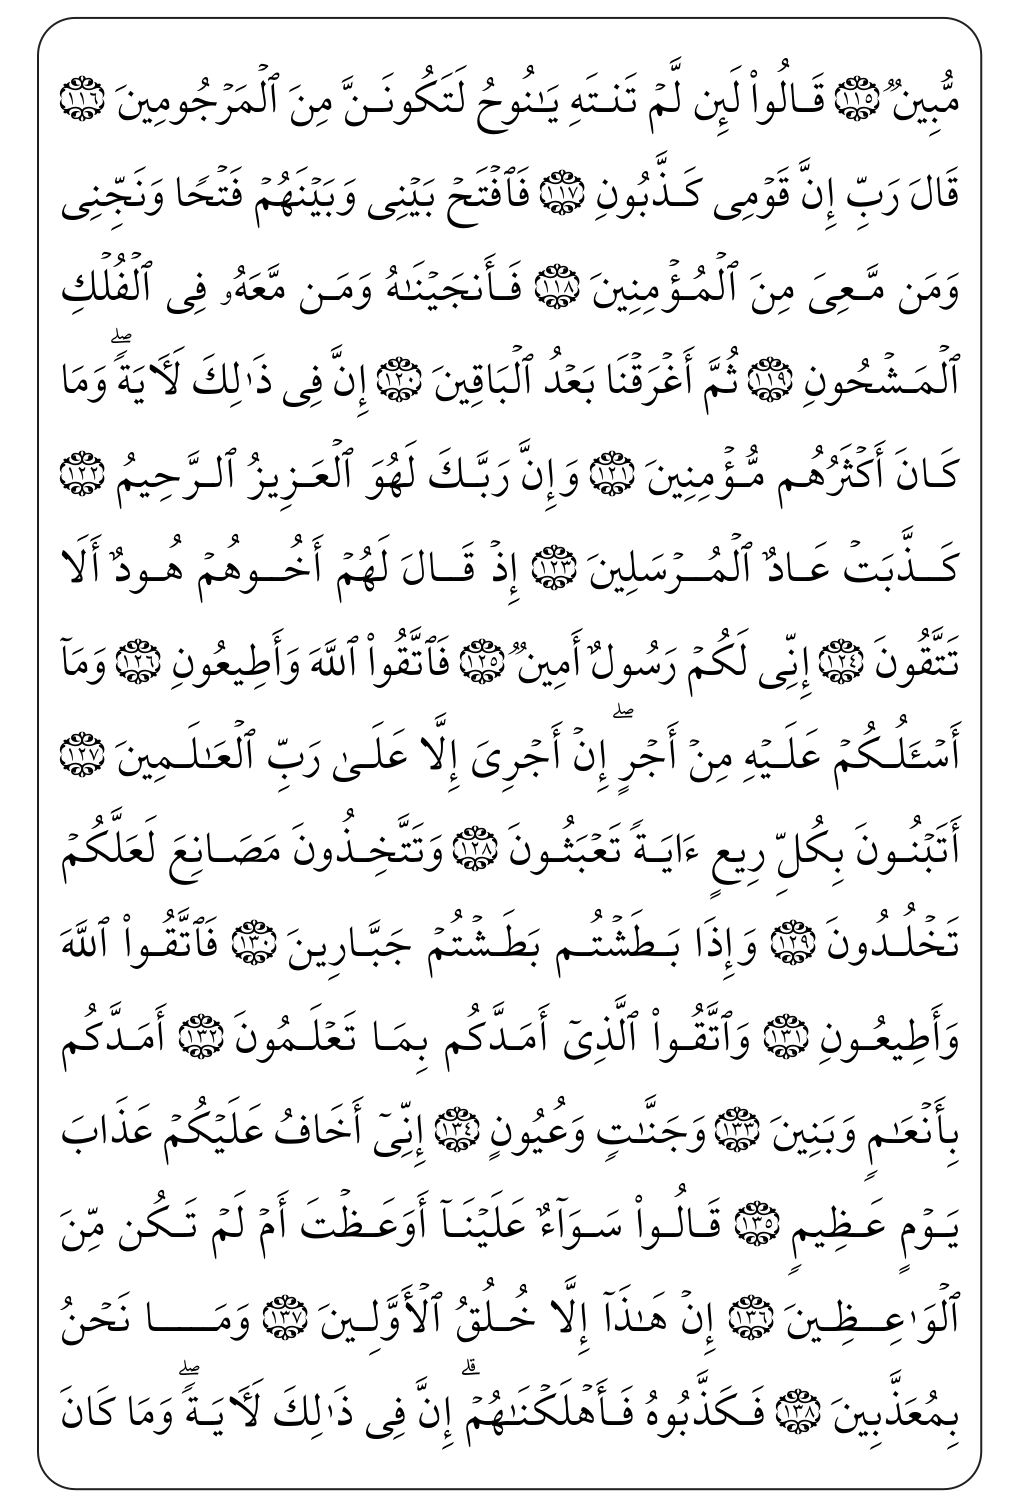 مُّبِينٌ ۝١١٥ قَالُوا۟ لَئِن لَّمْ تَنتَهِ يَـٰنُوحُ لَتَكُونَنَّ مِنَ ٱلْمَرْجُومِينَ ۝١١٦
قَالَ رَبِّ إِنَّ قَوْمِى كَذَّبُونِ ۝١١٧ فَٱفْتَحْ بَيْنِى وَبَيْنَهُمْ فَتْحًا وَنَجِّنِى
وَمَن مَّعِىَ مِنَ ٱلْمُؤْمِنِينَ ۝١١٨ فَأَنجَيْنَـٰهُ وَمَن مَّعَهُۥ فِى ٱلْفُلْكِ
ٱلْمَشْحُونِ ۝١١٩ ثُمَّ أَغْرَقْنَا بَعْدُ ٱلْبَاقِينَ ۝١٢٠ إِنَّ فِى ذَٰلِكَ لَـَٔايَةً ۖ وَمَا
كَانَ أَكْثَرُهُم مُّؤْمِنِينَ ۝١٢١ وَإِنَّ رَبَّكَ لَهُوَ ٱلْعَزِيزُ ٱلرَّحِيمُ ۝١٢٢
كَذَّبَتْ عَادٌ ٱلْمُرْسَلِينَ ۝١٢٣ إِذْ قَالَ لَهُمْ أَخُوهُمْ هُودٌ أَلَا
تَتَّقُونَ ۝١٢٤ إِنِّى لَكُمْ رَسُولٌ أَمِينٌ ۝١٢٥ فَٱتَّقُوا۟ ٱللَّهَ وَأَطِيعُونِ ۝١٢٦ وَمَآ
أَسْـَٔلُكُمْ عَلَيْهِ مِنْ أَجْرٍ ۖ إِنْ أَجْرِىَ إِلَّا عَلَىٰ رَبِّ ٱلْعَـٰلَمِينَ ۝١٢٧
أَتَبْنُونَ بِكُلِّ رِيعٍ ءَايَةً تَعْبَثُونَ ۝١٢٨ وَتَتَّخِذُونَ مَصَانِعَ لَعَلَّكُمْ
تَخْلُدُونَ ۝١٢٩ وَإِذَا بَطَشْتُم بَطَشْتُمْ جَبَّارِينَ ۝١٣٠ فَٱتَّقُوا۟ ٱللَّهَ
وَأَطِيعُونِ ۝١٣١ وَٱتَّقُوا۟ ٱلَّذِىٓ أَمَدَّكُم بِمَا تَعْلَمُونَ ۝١٣٢ أَمَدَّكُم
بِأَنْعَـٰمٍ وَبَنِينَ ۝١٣٣ وَجَنَّـٰتٍ وَعُيُونٍ ۝١٣٤ إِنِّىٓ أَخَافُ عَلَيْكُمْ عَذَابَ
يَوْمٍ عَظِيمٍ ۝١٣٥ قَالُوا۟ سَوَآءٌ عَلَيْنَآ أَوَعَظْتَ أَمْ لَمْ تَكُن مِّنَ
ٱلْوَٰعِظِينَ ۝١٣٦ إِنْ هَـٰذَآ إِلَّا خُلُقُ ٱلْأَوَّلِينَ ۝١٣٧ وَمَا نَحْنُ
بِمُعَذَّبِينَ ۝١٣٨ فَكَذَّبُوهُ فَأَهْلَكْنَـٰهُمْ ۗ إِنَّ فِى ذَٰلِكَ لَـَٔايَةً ۖ وَمَا كَانَ